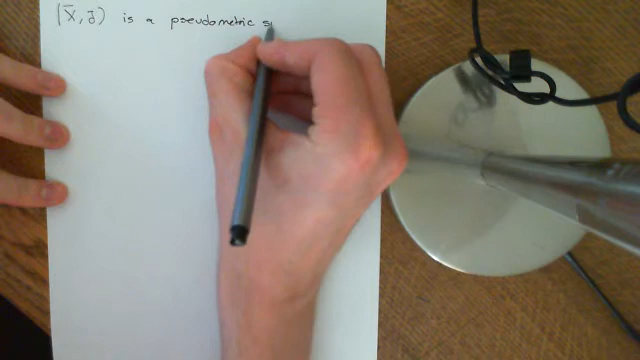 (X̄, d̄) is a pseudometric s